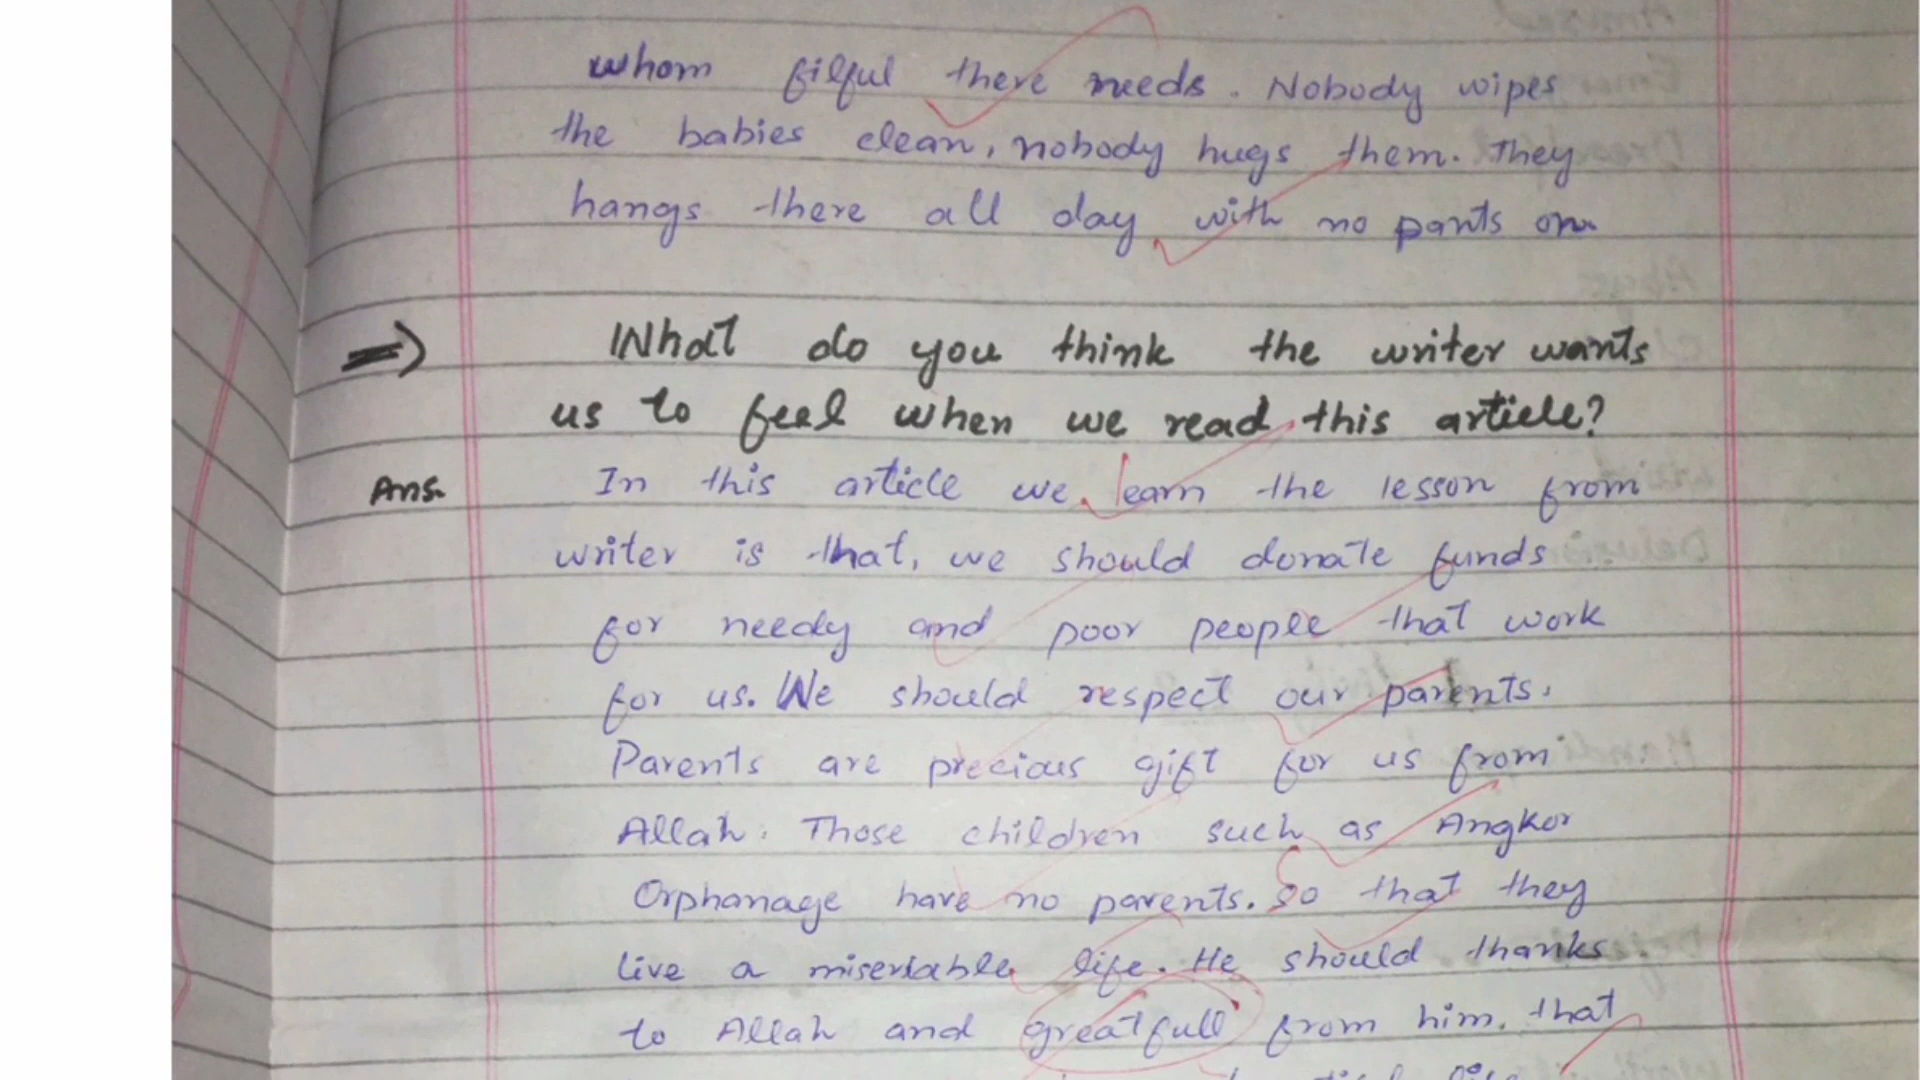 whom filful there needs. Nobody wipes
the babies clean, nobody hugs them. They
hangs there all day with no pants on
=> What do you think the writer wants
us to feel when we read this article?
Ans. In this article we learn the lesson from
writer is that, we should donate funds
for needy and poor people that work
for us. We should respect our parents.
Parents are precious gift for us from
Allah. Those children such as Angkor
Orphanage have no parents. So that they
live a miseriable life. He should thanks
to Allah and greatfull from him. that